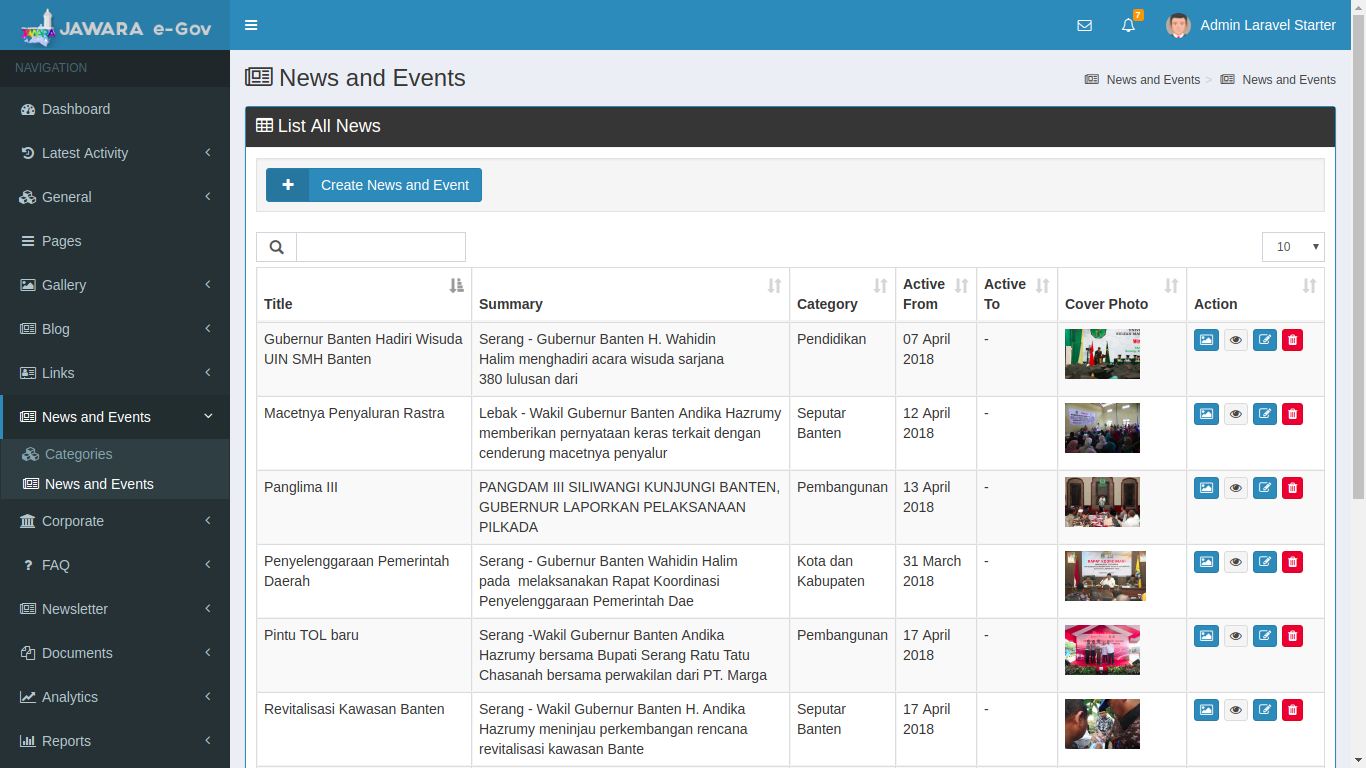 JAWARA e-Gov
7
Admin Laravel Starter
NAVIGATION
Dashboard
Latest Activity
General
Pages
Gallery
Blog
Links
News and Events
Categories
News and Events
Corporate
FAQ
Newsletter
Documents
Analytics
Reports
News and Events
News and Events > News and Events
List All News
Create News and Event
10
Title
Summary
Category
Active
From
Active
To
Cover Photo
Action
Gubernur Banten Hadiri Wisuda
UIN SMH Banten
Serang - Gubernur Banten H. Wahidin
Halim menghadiri acara wisuda sarjana
380 lulusan dari
Pendidikan
07 April
2018
-
Macetnya Penyaluran Rastra
Lebak - Wakil Gubernur Banten Andika Hazrumy
memberikan pernyataan keras terkait dengan
cenderung macetnya penyalur
Seputar
Banten
12 April
2018
-
Panglima III
PANGDAM III SILIWANGI KUNJUNGI BANTEN,
GUBERNUR LAPORKAN PELAKSANAAN
PILKADA
Pembangunan
13 April
2018
-
Penyelenggaraan Pemerintah
Daerah
Serang - Gubernur Banten Wahidin Halim
pada  melaksanakan Rapat Koordinasi
Penyelenggaraan Pemerintah Dae
Kota dan
Kabupaten
31 March
2018
-
Pintu TOL baru
Serang -Wakil Gubernur Banten Andika
Hazrumy bersama Bupati Serang Ratu Tatu
Chasanah bersama perwakilan dari PT. Marga
Pembangunan
17 April
2018
-
Revitalisasi Kawasan Banten
Serang - Wakil Gubernur Banten H. Andika
Hazrumy meninjau perkembangan rencana
revitalisasi kawasan Bante
Seputar
Banten
17 April
2018
-